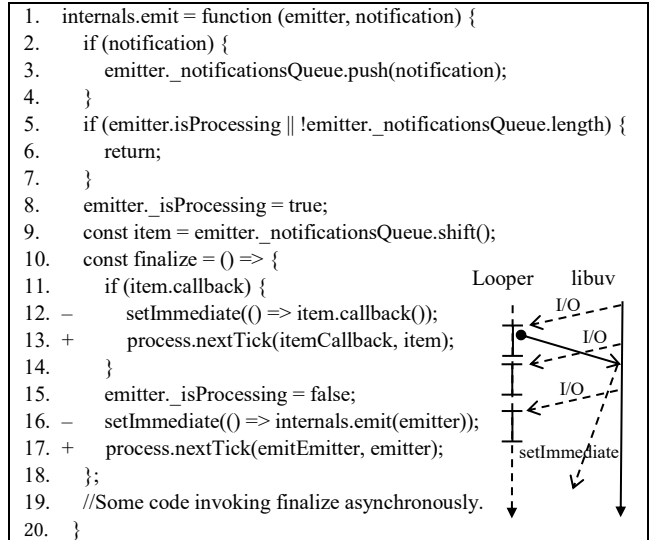 1. internals.emit = function (emitter, notification) {
2. if (notification) {
3. emitter._notificationsQueue.push(notification);
4. }
5. if (emitter.isProcessing || !emitter._notificationsQueue.length) {
6. return;
7. }
8. emitter._isProcessing = true;
9. const item = emitter._notificationsQueue.shift();
10. const finalize = () => {
11. if (item.callback) {
12. – setImmediate(() => item.callback());
13. + process.nextTick(itemCallback, item);
14. }
15. emitter._isProcessing = false;
16. – setImmediate(() => internals.emit(emitter));
17. + process.nextTick(emitEmitter, emitter);
18. };
19. //Some code invoking finalize asynchronously.
20. }
Looper libuv
I/O
I/O
I/O
setImmediate